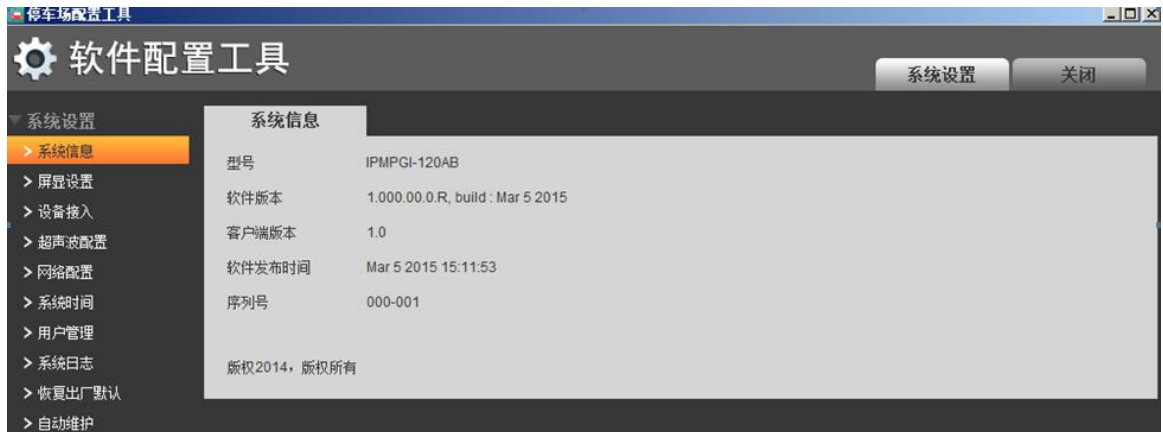 停车场配置工具
软件配置工具
系统设置 关闭
系统设置
系统信息
屏显设置
设备接入
超声波配置
网络配置
系统时间
用户管理
系统日志
恢复出厂默认
自动维护
系统信息
型号 IPMPGI-120AB
软件版本 1.000.00.0.R, build : Mar 5 2015
客户端版本 1.0
软件发布时间 Mar 5 2015 15:11:53
序列号 000-001
版权2014，版权所有